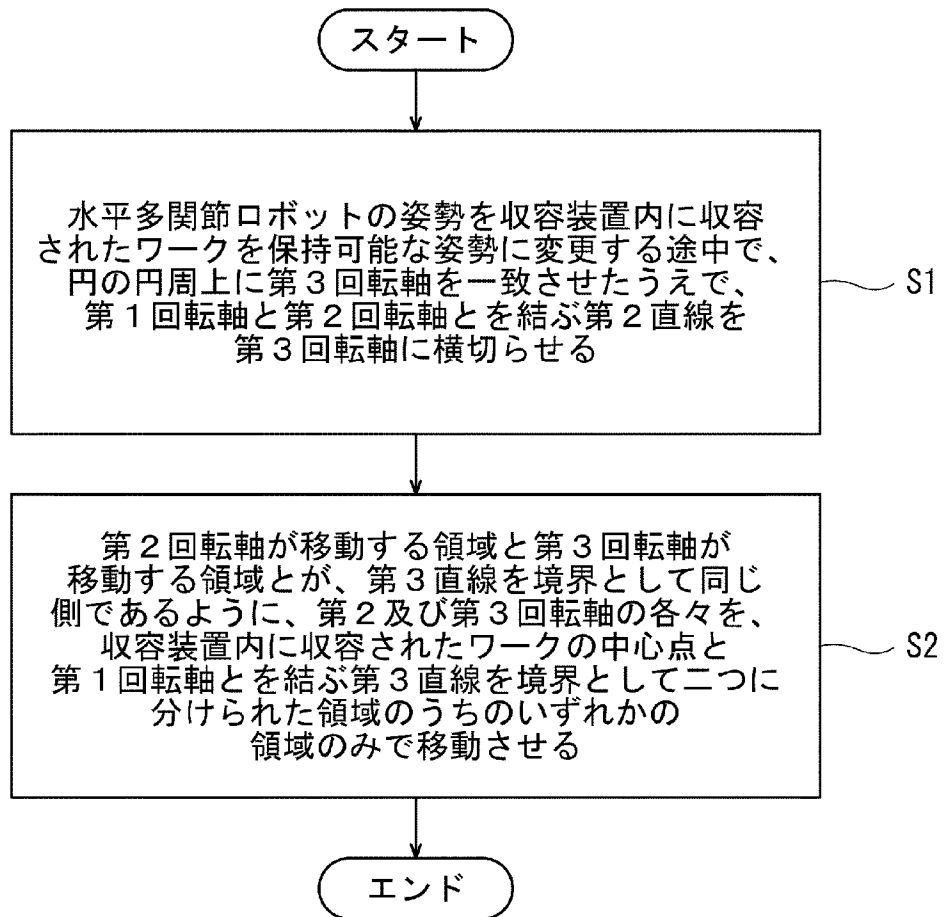 スタート
水平多関節ロボットの姿勢を収容装置内に収容
されたワークを保持可能な姿勢に変更する途中で、
円の円周上に第３回転軸を一致させたうえで、
第１回転軸と第２回転軸とを結ぶ第２直線を
第３回転軸に横切らせる
S1
第２回転軸が移動する領域と第３回転軸が
移動する領域とが、第３直線を境界として同じ
側であるように、第２及び第３回転軸の各々を、
収容装置内に収容されたワークの中心点と
第１回転軸とを結ぶ第３直線を境界として二つに
分けられた領域のうちのいずれかの
領域のみで移動させる
S2
エンド